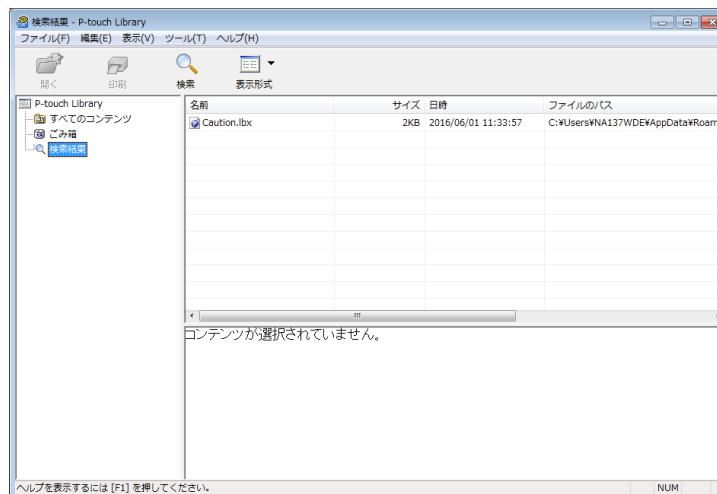 検索結果 - P-touch Library
ファイル(F) 編集(E) 表示(V) ツール(T) ヘルプ(H)
開く 印刷 検索 表示形式
P-touch Library
すべてのコンテンツ
ごみ箱
検索結果
名前 サイズ 日時 ファイルのパス
Caution.lbx 2KB 2016/06/01 11:33:57 C:¥Users¥NA137WDE¥AppData¥Roam
コンテンツが選択されていません。
ヘルプを表示するには [F1] を押してください。 NUM